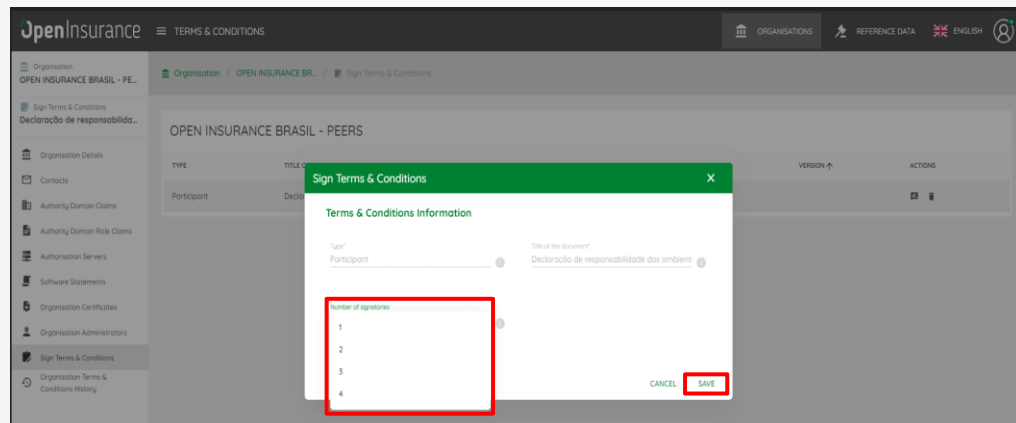 OpenInsurance
TERMS & CONDITIONS
ORGANISATIONS
REFERENCE DATA
ENGLISH
Organisation
OPEN INSURANCE BRASIL - PE...
Organisation / OPEN INSURANCE BR... / Sign Terms & Conditions
Sign Terms & Conditions
Declaração de responsabilida...
Organisation Details
Contacts
Authority Domain Claims
Authority Domain Role Claims
Authorisation Servers
Software Statements
Organisation Certificates
Organisation Administrators
Sign Terms & Conditions
Organisation Terms &
Conditions History
OPEN INSURANCE BRASIL - PEERS
TYPE TITLE O VERSION ACTIONS
Participant Declar
Sign Terms & Conditions X
Terms & Conditions Information
Type*
Participant
Title of the document*
Declaração de responsabilidade dos ambient
Number of signatories
1
2
3
4
CANCEL SAVE